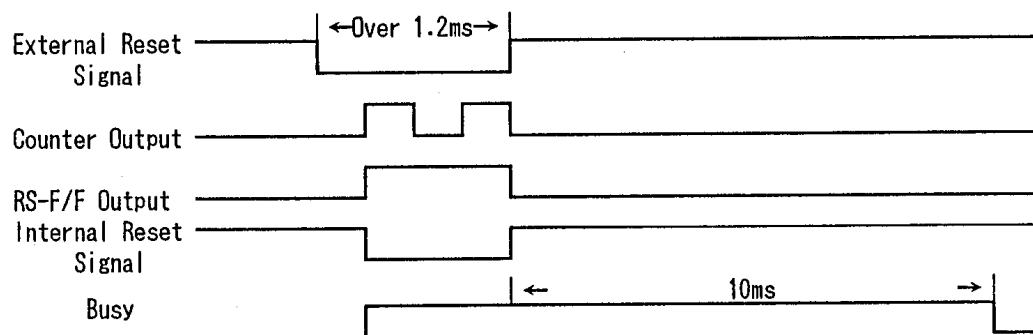 ←Over 1.2ms→
External Reset
Signal
Counter Output
RS-F/F Output
Internal Reset
Signal
← 10ms →
Busy